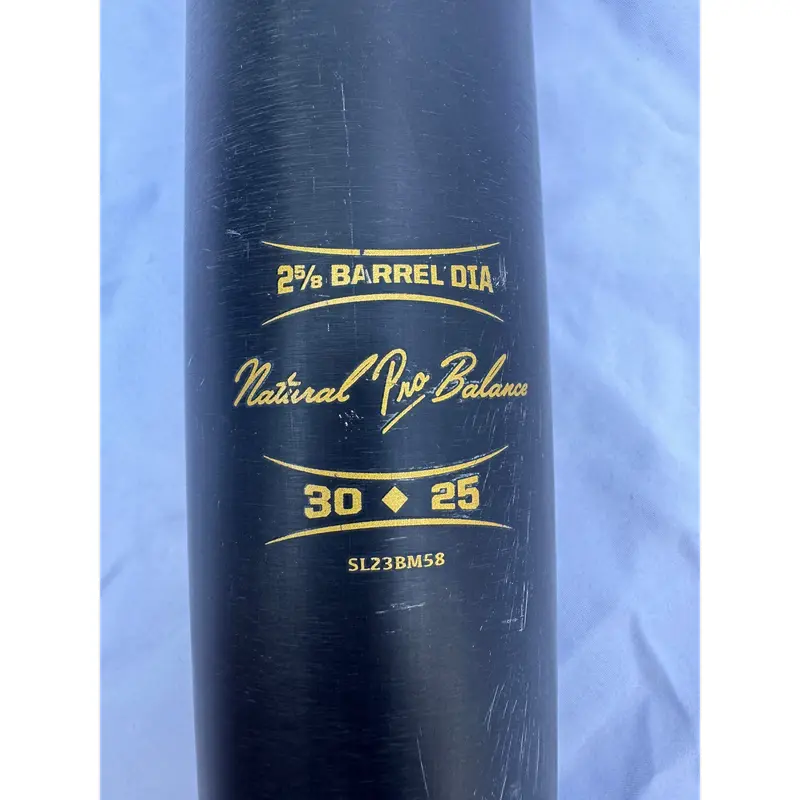 2⅝ BARREL DIA
Natural Pro Balance
30 ◆ 25
SL23BM58